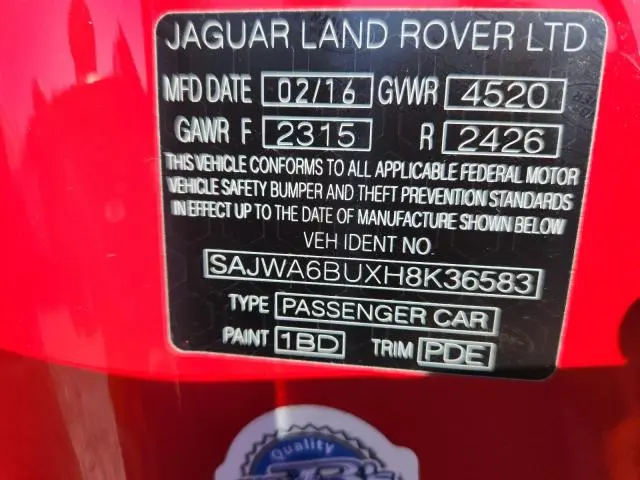 JAGUAR LAND ROVER LTD
MFD DATE 02/16 GVWR 4520
GAWR F 2315 R 2426
THIS VEHICLE CONFORMS TO ALL APPLICABLE FEDERAL MOTOR
VEHICLE SAFETY BUMPER AND THEFT PREVENTION STANDARDS
IN EFFECT UP TO THE DATE OF MANUFACTURE SHOWN BELOW
VEH IDENT NO
SAJWA6BUXH8K36583
TYPE PASSENGER CAR
PAINT 1BD TRIM PDE
Quality